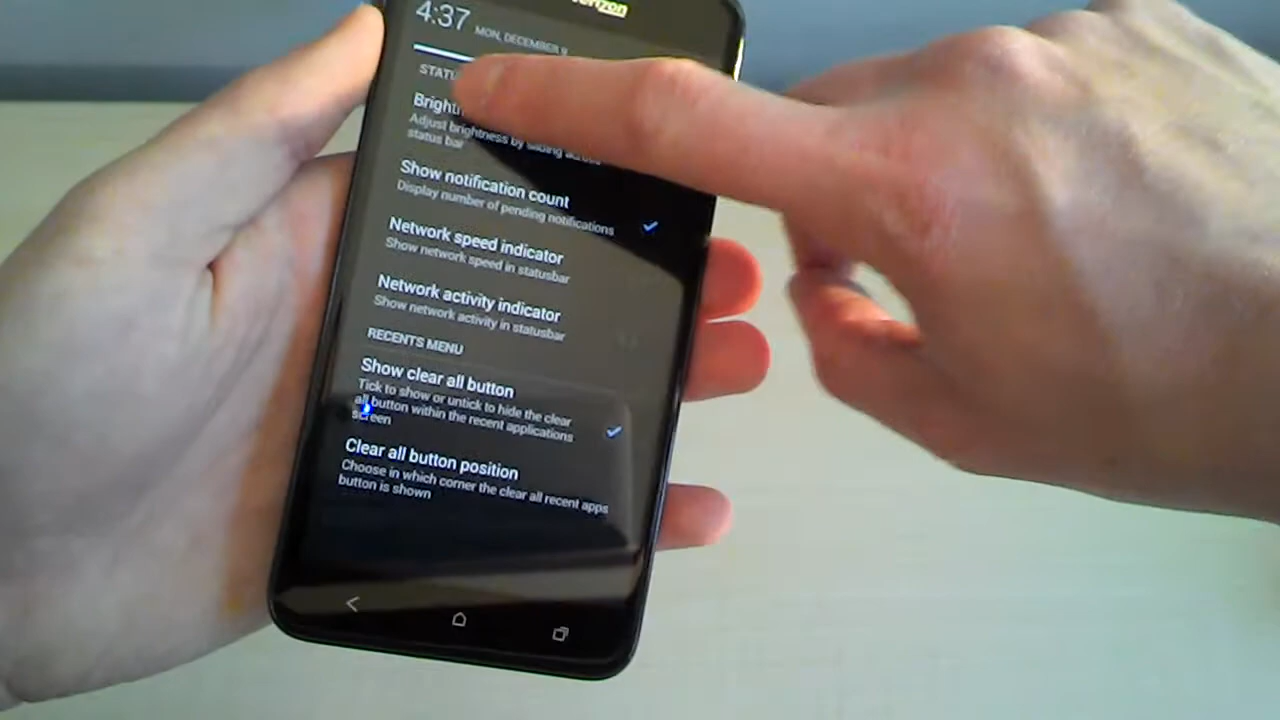 verizon
4:37 MON, DECEMBER 9
Adjust brightness by sliding across
status bar
Show notification count
Display number of pending notifications
Network speed indicator
Show network speed in statusbar
Network activity indicator
Show network activity in statusbar
RECENTS MENU
Show clear all button
Tick to show or untick to hide the clear
all button within the recent applications
screen
Clear all button position
Choose in which corner the clear all recent apps
button is shown